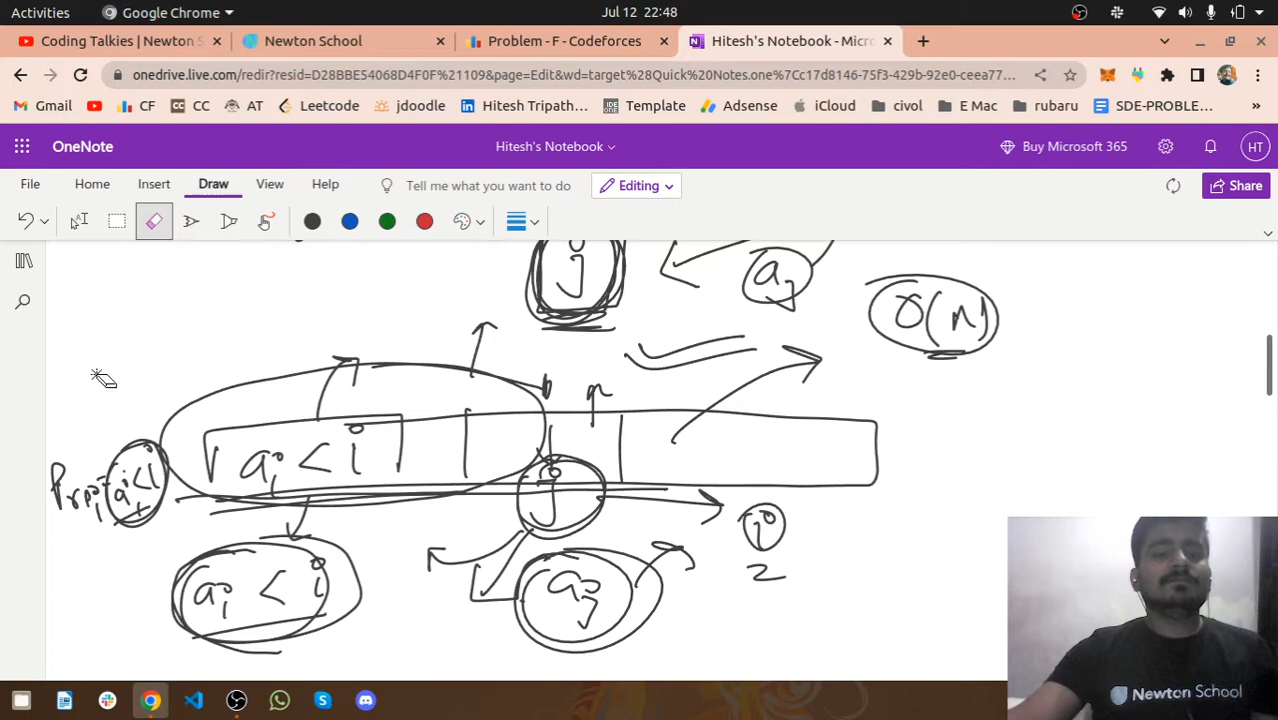 Activities
Google Chrome
Jul 12 22:48
Coding Talkies | Newton S
Newton School
Problem - F - Codeforces
Hitesh's Notebook - Micro
onedrive.live.com/redir?resid=D28BBE54068D4F0F%21109&page=Edit&wd=target%28Quick%20Notes.one%7Cc17d8146-75f3-429b-92e0-ceea77...
Gmail
CF
CC
AT
Leetcode
jdoodle
Hitesh Tripath...
Template
Adsense
iCloud
civol
E Mac
rubaru
SDE-PROBLE...
OneNote
Hitesh's Notebook
Buy Microsoft 365
HT
File
Home
Insert
Draw
View
Help
Tell me what you want to do
Editing
Share
j
aj
O(n)
ai < i
j
ai < i
aj
i
2
Newton School